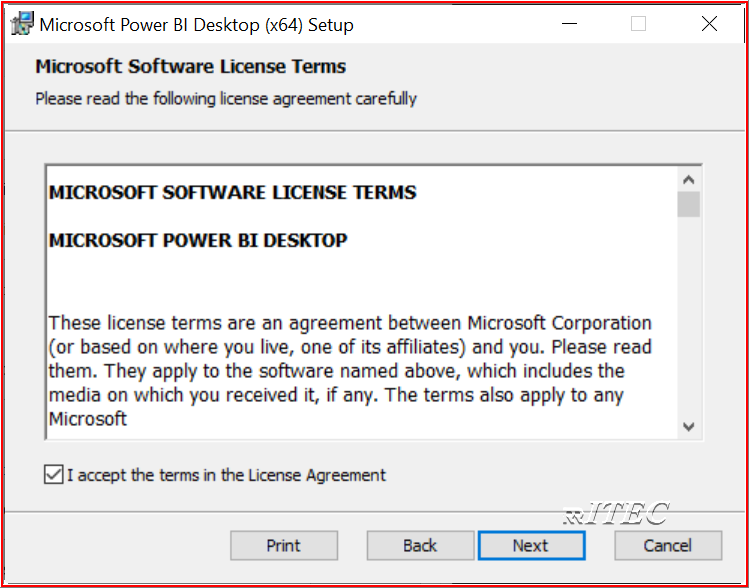 Microsoft Power BI Desktop (x64) Setup
Microsoft Software License Terms
Please read the following license agreement carefully
MICROSOFT SOFTWARE LICENSE TERMS
MICROSOFT POWER BI DESKTOP
These license terms are an agreement between Microsoft Corporation
(or based on where you live, one of its affiliates) and you. Please read
them. They apply to the software named above, which includes the
media on which you received it, if any. The terms also apply to any
Microsoft
I accept the terms in the License Agreement
ITEC
Print Back Next Cancel